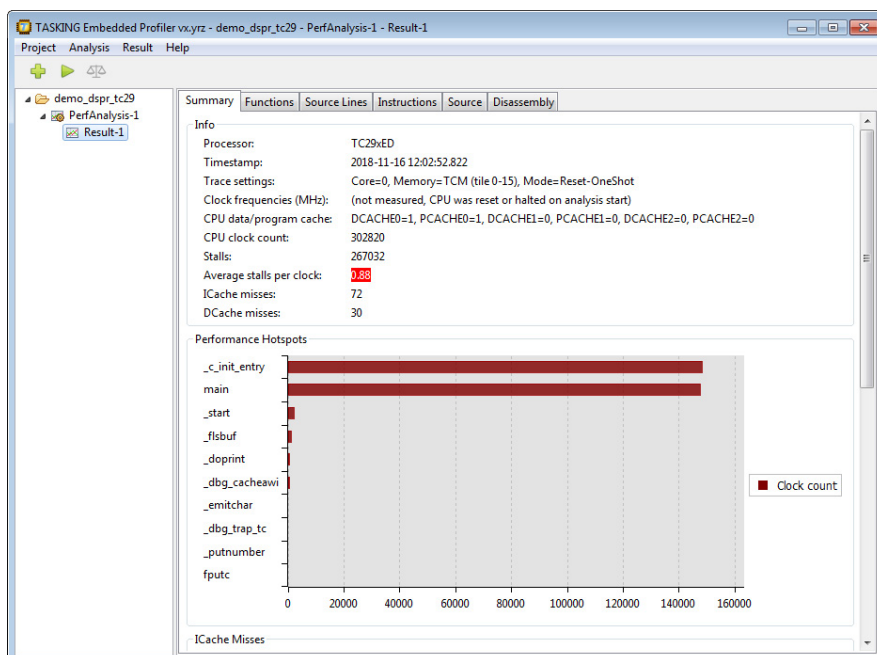 TASKING Embedded Profiler vx.yrz - demo_dspr_tc29 - PerfAnalysis-1 - Result-1
Project Analysis Result Help
demo_dspr_tc29
PerfAnalysis-1
Result-1
Summary Functions Source Lines Instructions Source Disassembly
Info
Processor: TC29xED
Timestamp: 2018-11-16 12:02:52.822
Trace settings: Core=0, Memory=TCM (tile 0-15), Mode=Reset-OneShot
Clock frequencies (MHz): (not measured, CPU was reset or halted on analysis start)
CPU data/program cache: DCACHE0=1, PCACHE0=1, DCACHE1=0, PCACHE1=0, DCACHE2=0, PCACHE2=0
CPU clock count: 302820
Stalls: 267032
Average stalls per clock: 0.88
ICache misses: 72
DCache misses: 30
Performance Hotspots
_c_init_entry
main
_start
_flsbuf
_doprint
_dbg_cacheawi
_emitchar
_dbg_trap_tc
_putnumber
fputc
Clock count
0 20000 40000 60000 80000 100000 120000 140000 160000
ICache Misses